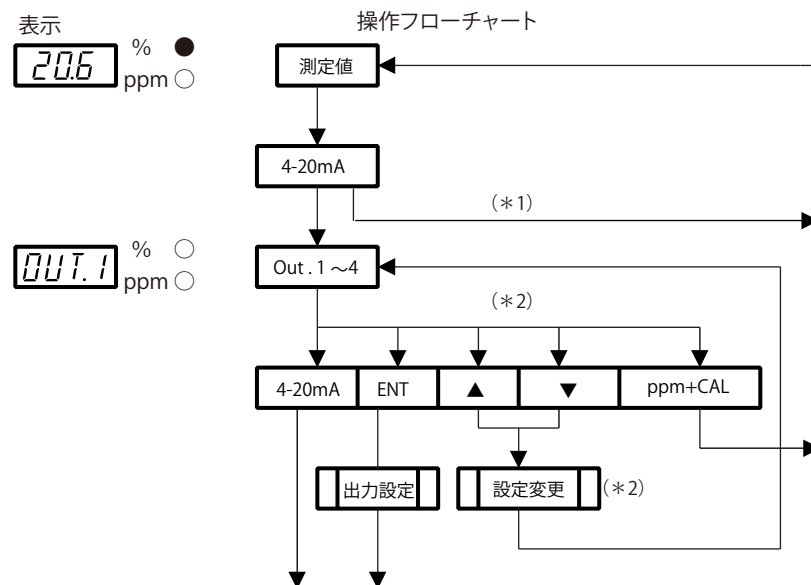 表示
操作フローチャート
20.6
%
ppm
測定値
4-20mA
(*1)
OUT.1
%
ppm
Out . 1 ~4
(*2)
4-20mA ENT ▲ ▼ ppm+CAL
出力設定
設定変更
(*2)